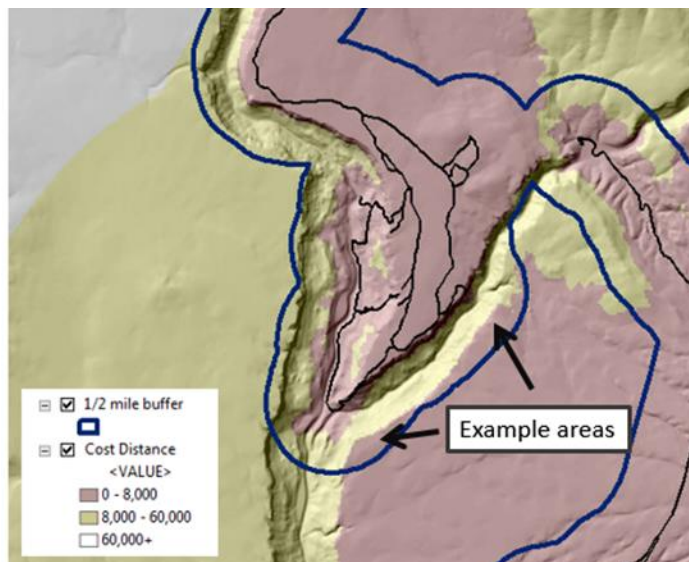 Example areas
1/2 mile buffer
Cost Distance
<VALUE>
0 - 8,000
8,000 - 60,000
60,000+